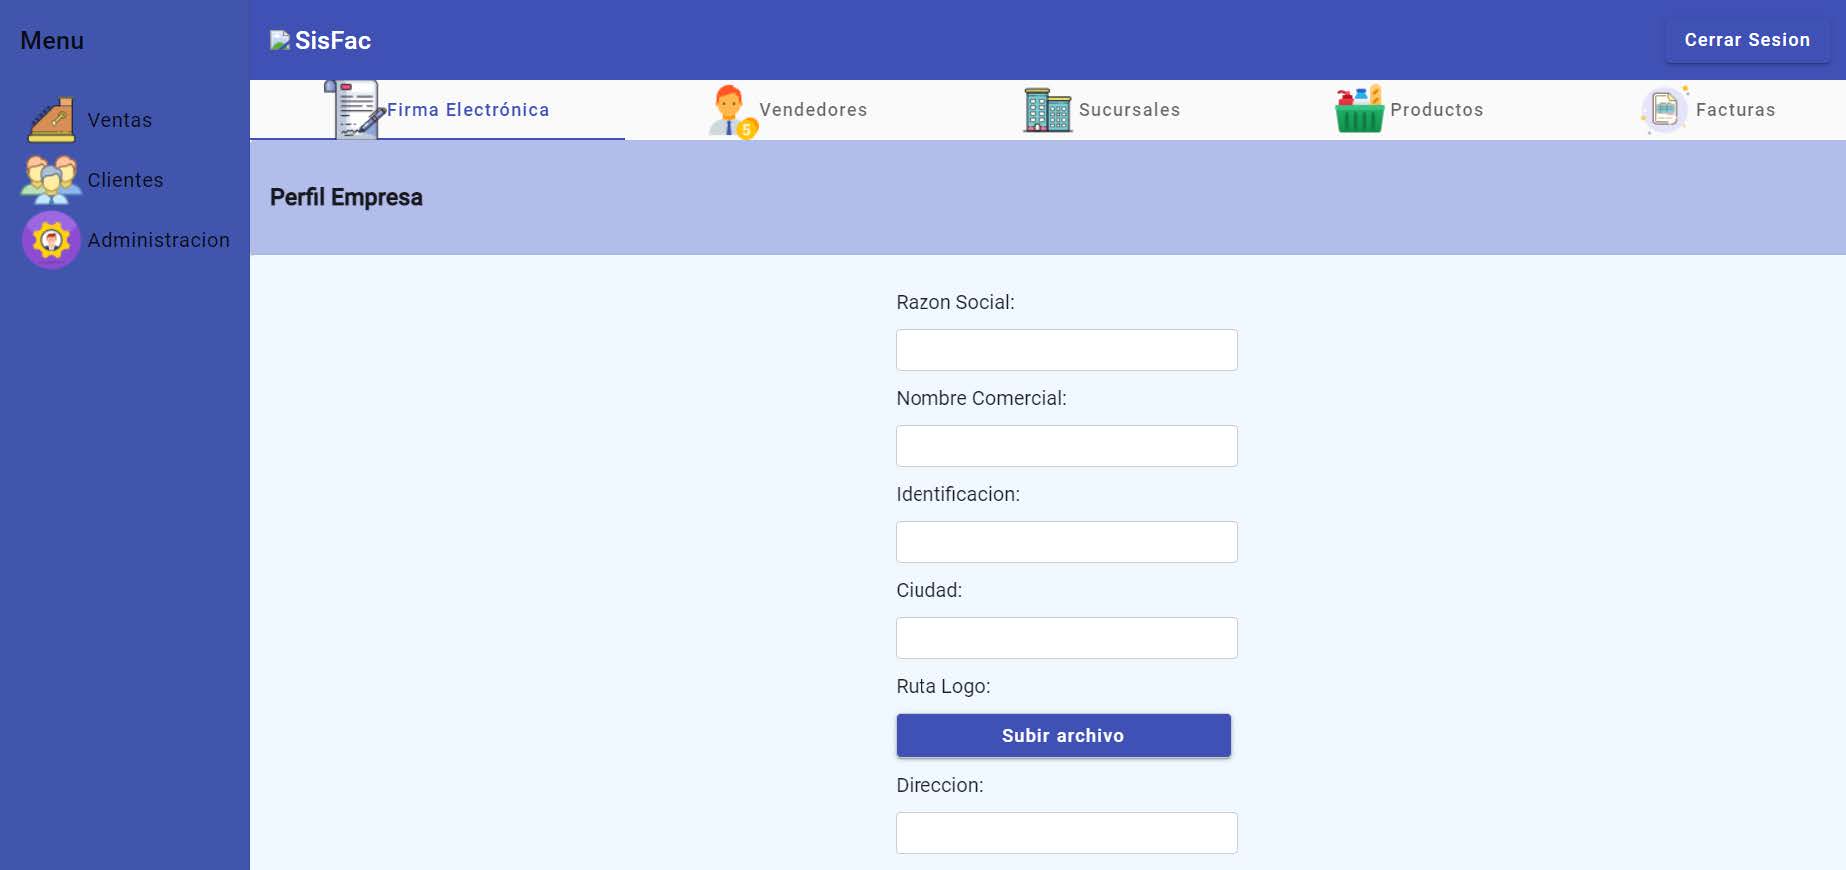 Menu
SisFac
Cerrar Sesion
Firma Electrónica
Vendedores
Sucursales
Productos
Facturas
Ventas
Clientes
Administracion
5
Perfil Empresa
Razon Social:
Nombre Comercial:
Identificacion:
Ciudad:
Ruta Logo:
Subir archivo
Direccion: